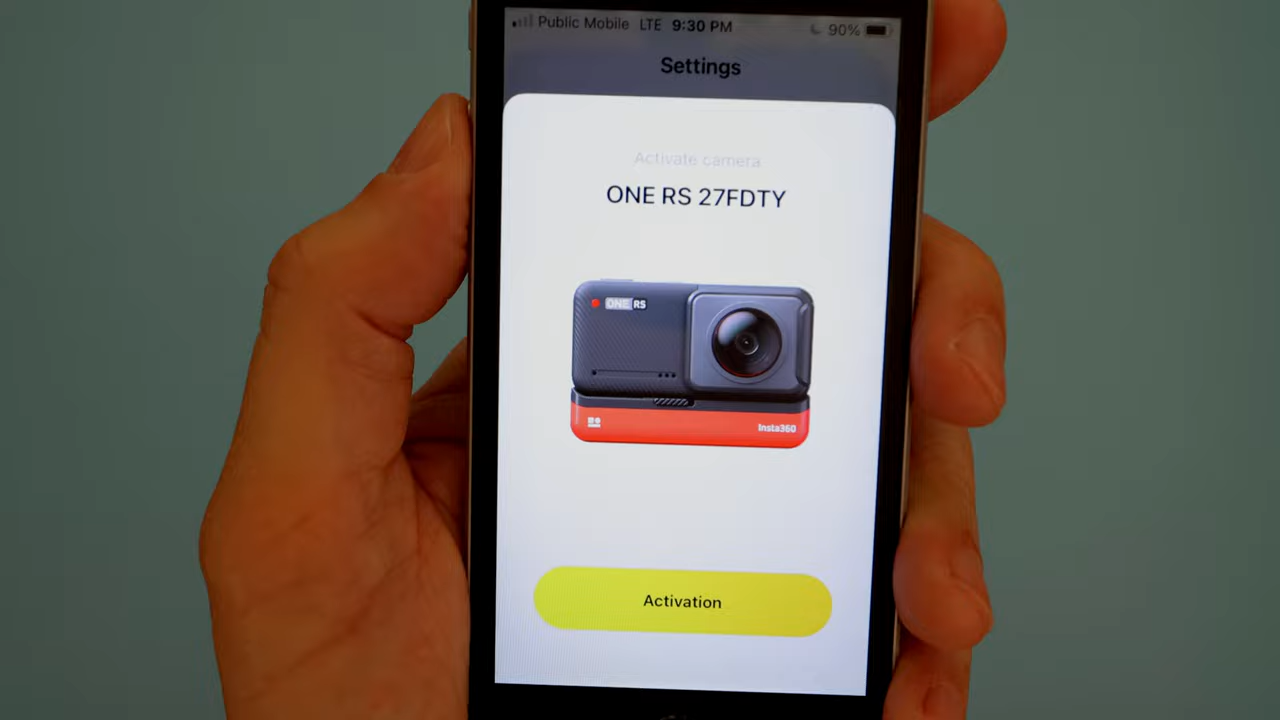 Public Mobile LTE 9:30 PM 90%
Settings
Activate camera
ONE RS 27FDTY
ONE RS
Insta360
Activation